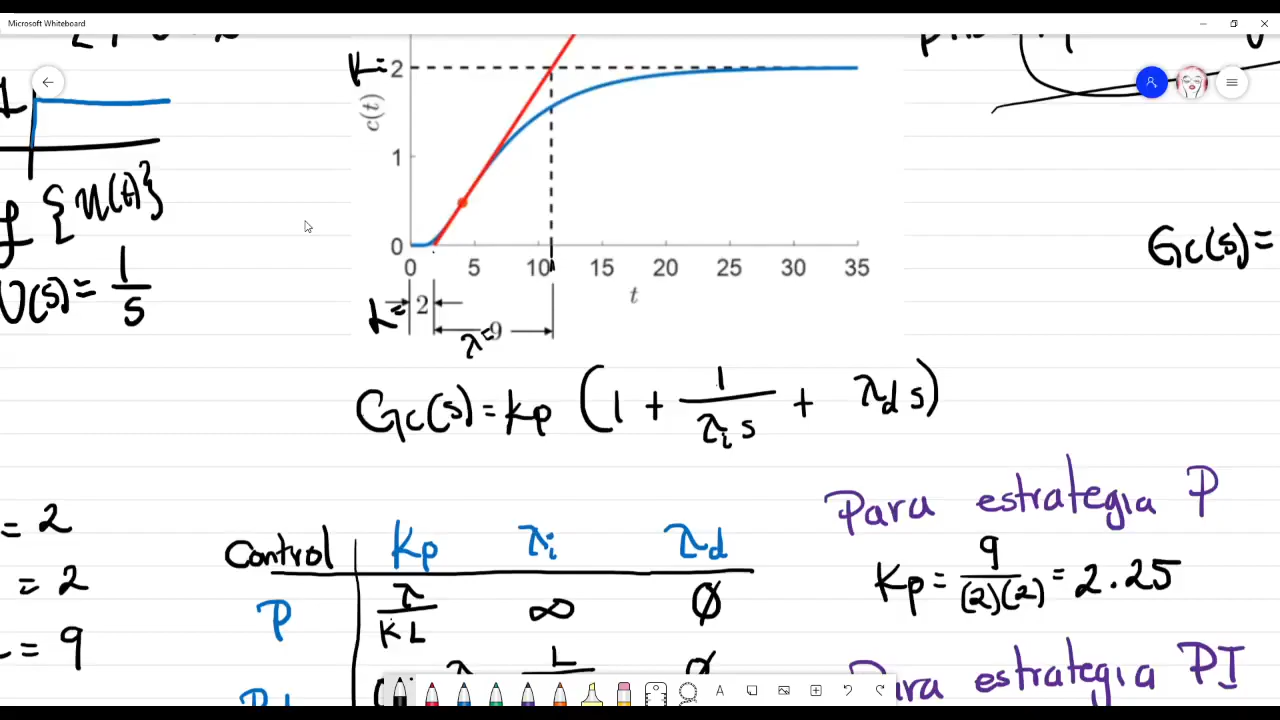 Microsoft Whiteboard
K=2
c(t)
1
0
0 5 10 15 20 25 30 35
t
L= 2
λ=9
{u(t)}
U(s)= 1/s
Gc(s)=
Gc(s)= Kp (1 + 1/λi s + λd s)
= 2
= 2
= 9
Control Kp λi λd
P λ/KL ∞ ∅
Para estrategia P
Kp = 9/(2)(2) = 2.25
L ∅
estrategia PI
A